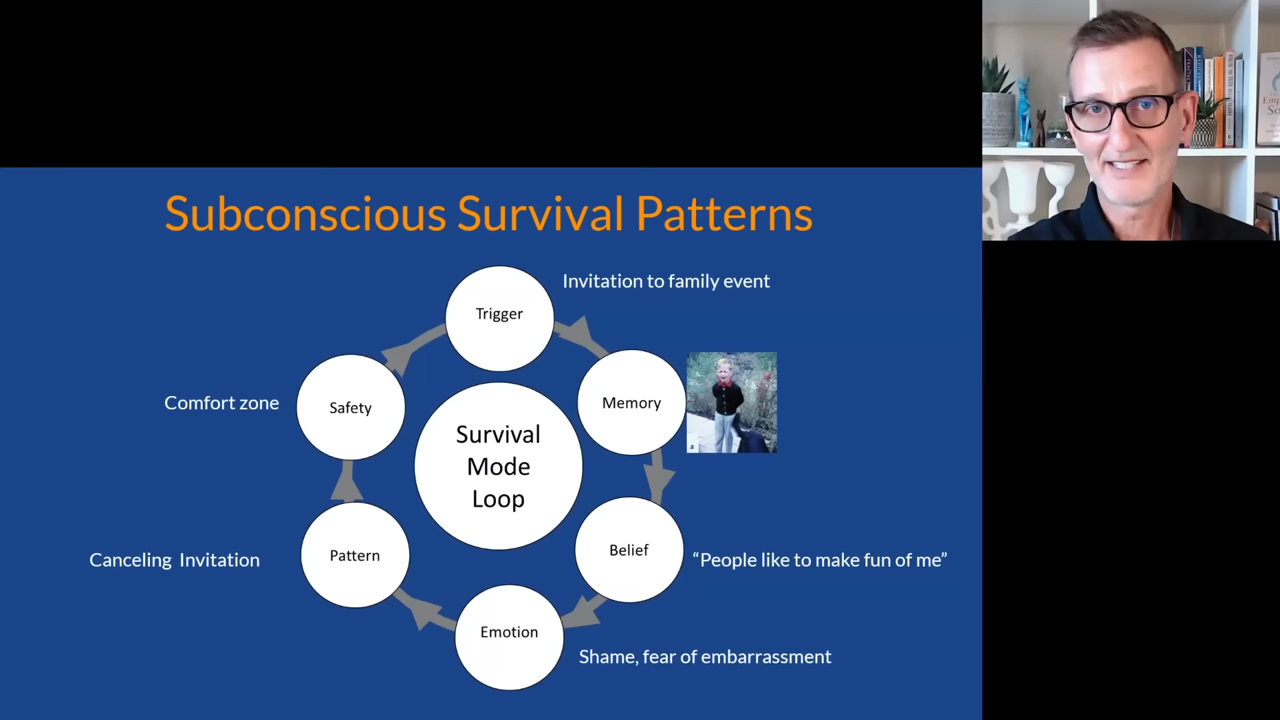 Subconscious Survival Patterns
Trigger
Invitation to family event
Memory
Belief
“People like to make fun of me”
Emotion
Shame, fear of embarrassment
Pattern
Canceling Invitation
Safety
Comfort zone
Survival
Mode
Loop